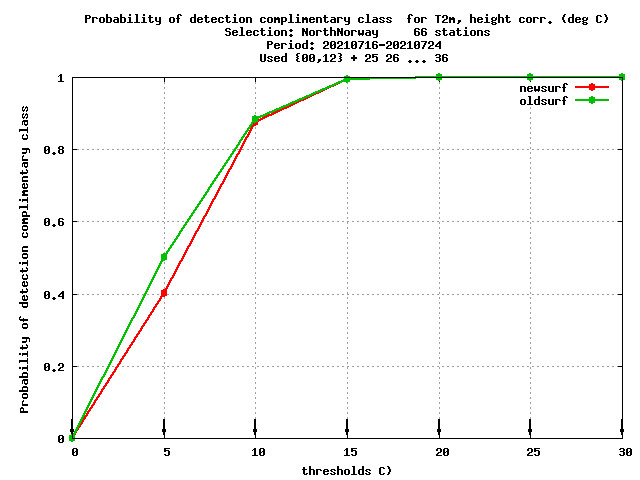 Probability of detection complimentary class  for T2m, height corr. (deg C)
Selection: NorthNorway     66 stations
Period: 20210716-20210724
Used {00,12} + 25 26 ... 36
newsurf
oldsurf
Probability of detection complimentary class
1
0.8
0.6
0.4
0.2
0
0 5 10 15 20 25 30
thresholds C)